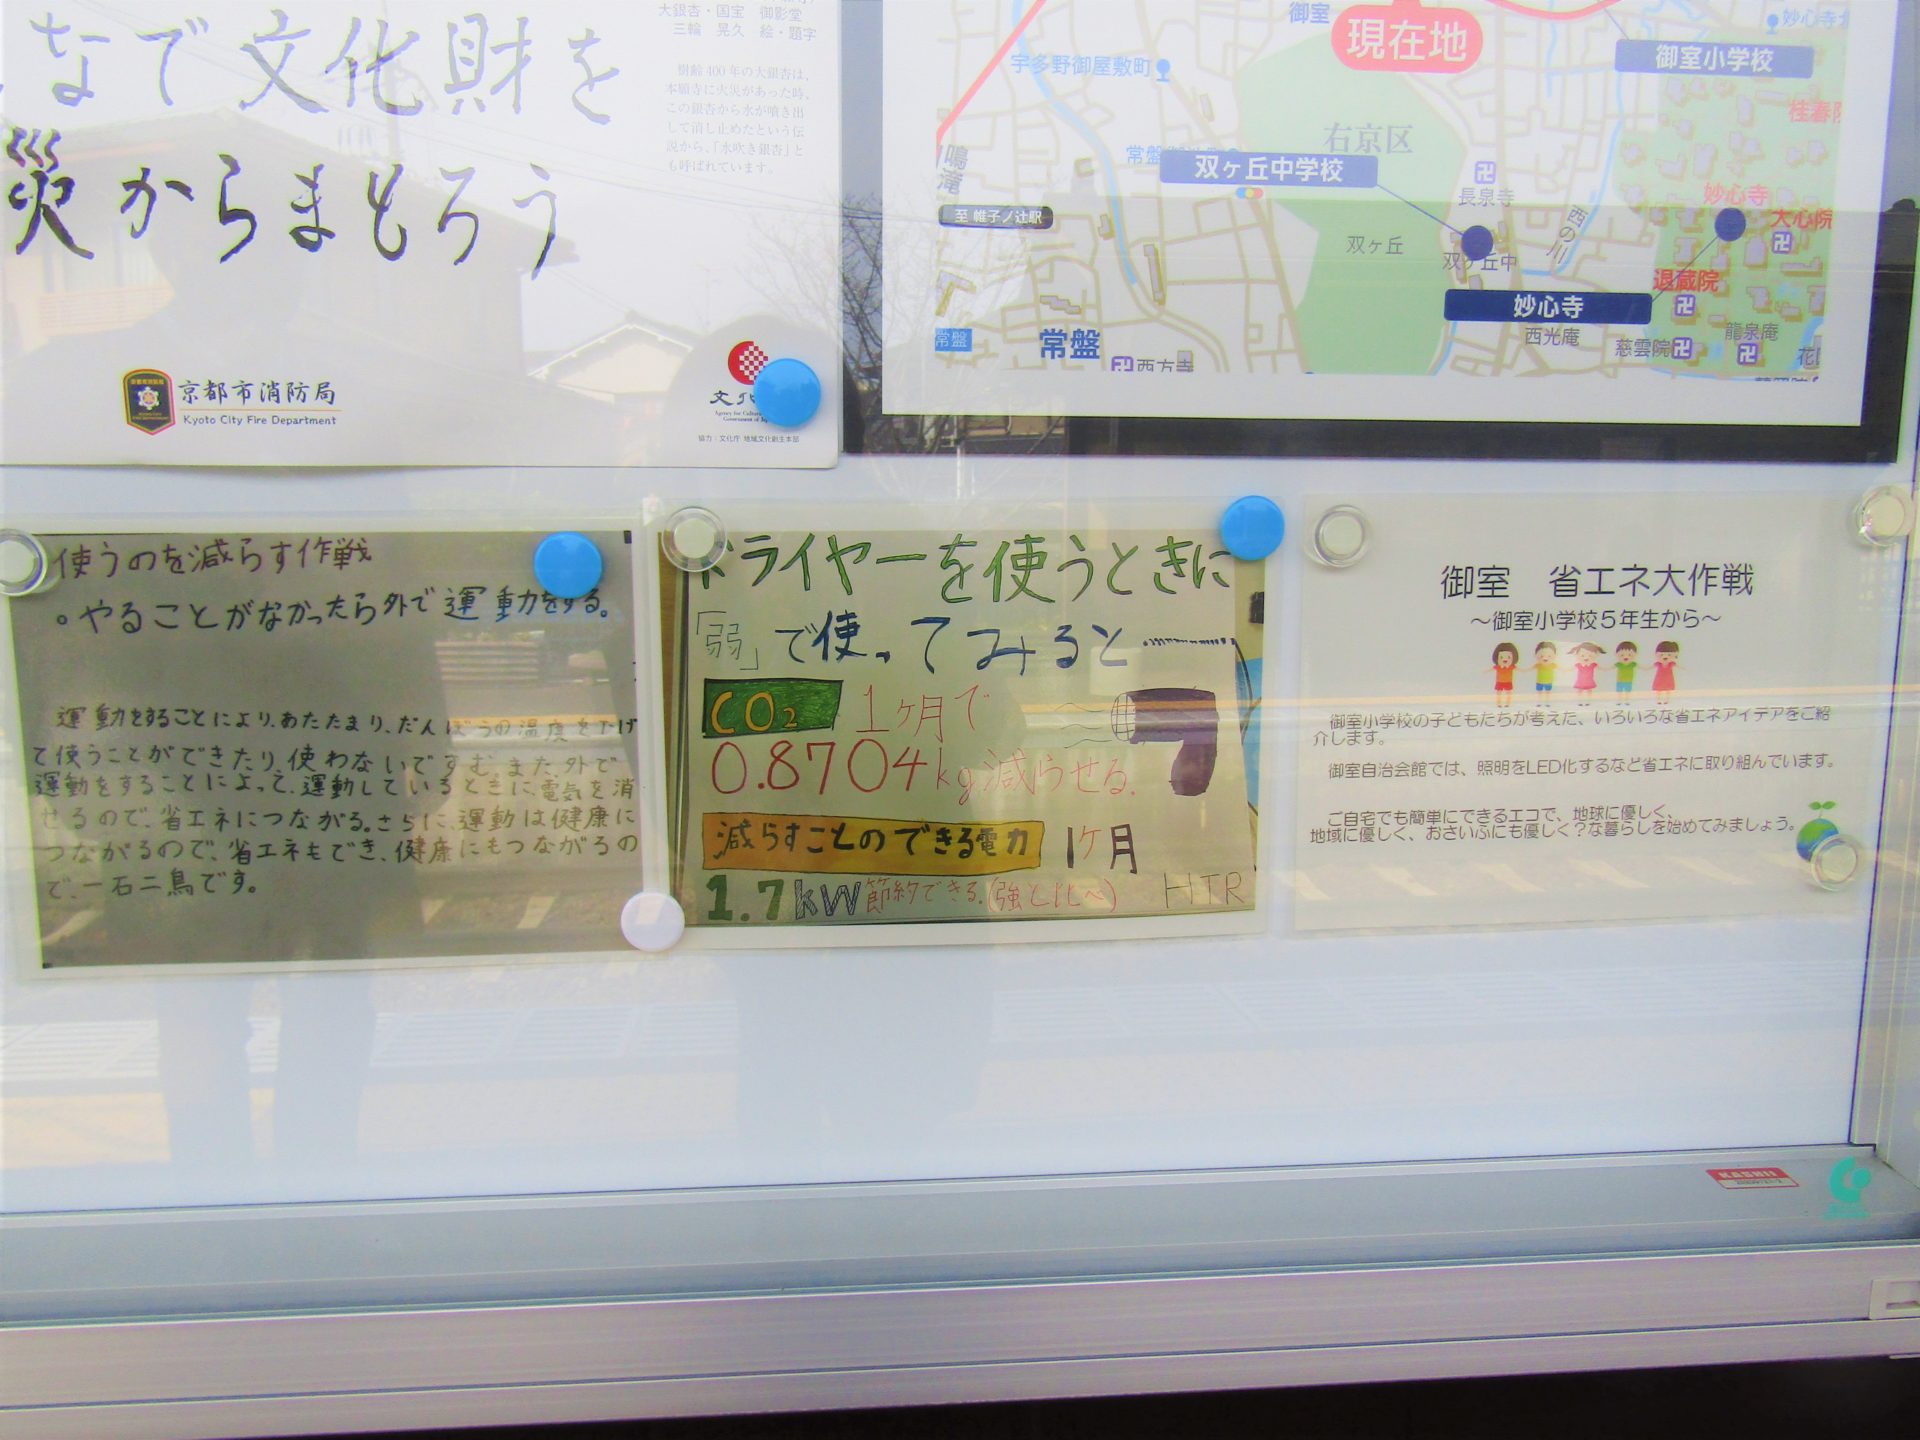 なで文化財を
災からまもろう
大銀杏・国宝 御影堂
三輪 晃久 絵・題字
樹齢400年の大銀杏は、
本願寺に火災があった時、
この銀杏から水が噴き出
して消し止めたという伝
説から、「水吹き銀杏」と
も呼ばれています。
京都市消防局
Kyoto City Fire Department
協力:文化庁 地域文化創生本部
御室
現在地
御室小学校
宇多野御屋敷町
右京区
鳴滝
常盤
双ヶ丘中学校
至 帷子ノ辻駅
長泉寺
双ヶ丘
双ヶ丘中
西の川
妙心寺
大心院
退蔵院
妙心寺
西光庵
慈雲院
龍泉庵
常盤
常盤
西方寺
使うのを減らす作戦
。やることがなかったら外で運動をする。
運動をすることにより、あたたまり、だんぼうの温度を下げ
て使うことができたり、使わないですむ。また、外で
運動をすることによって、運動しているときに電気を消
せるので、省エネにつながる。さらに、運動は健康に
つながるので、省エネもでき、健康にもつながるの
で、一石二鳥です。
ドライヤーを使うときに
「弱」で使ってみると
CO2 1ヶ月で
0.8704kg減らせる。
減らすことのできる電力 1ヶ月
1.7kW節約できる。(強と比べ) HTR
御室 省エネ大作戦
～御室小学校5年生から～
御室小学校の子どもたちが考えた、いろいろな省エネアイデアをご紹
介します。
御室自治会館では、照明をLED化するなど省エネに取り組んでいます。
ご自宅でも簡単にできるエコで、地球に優しく、
地域に優しく、おさいふにも優しく?な暮らしを始めてみましょう。